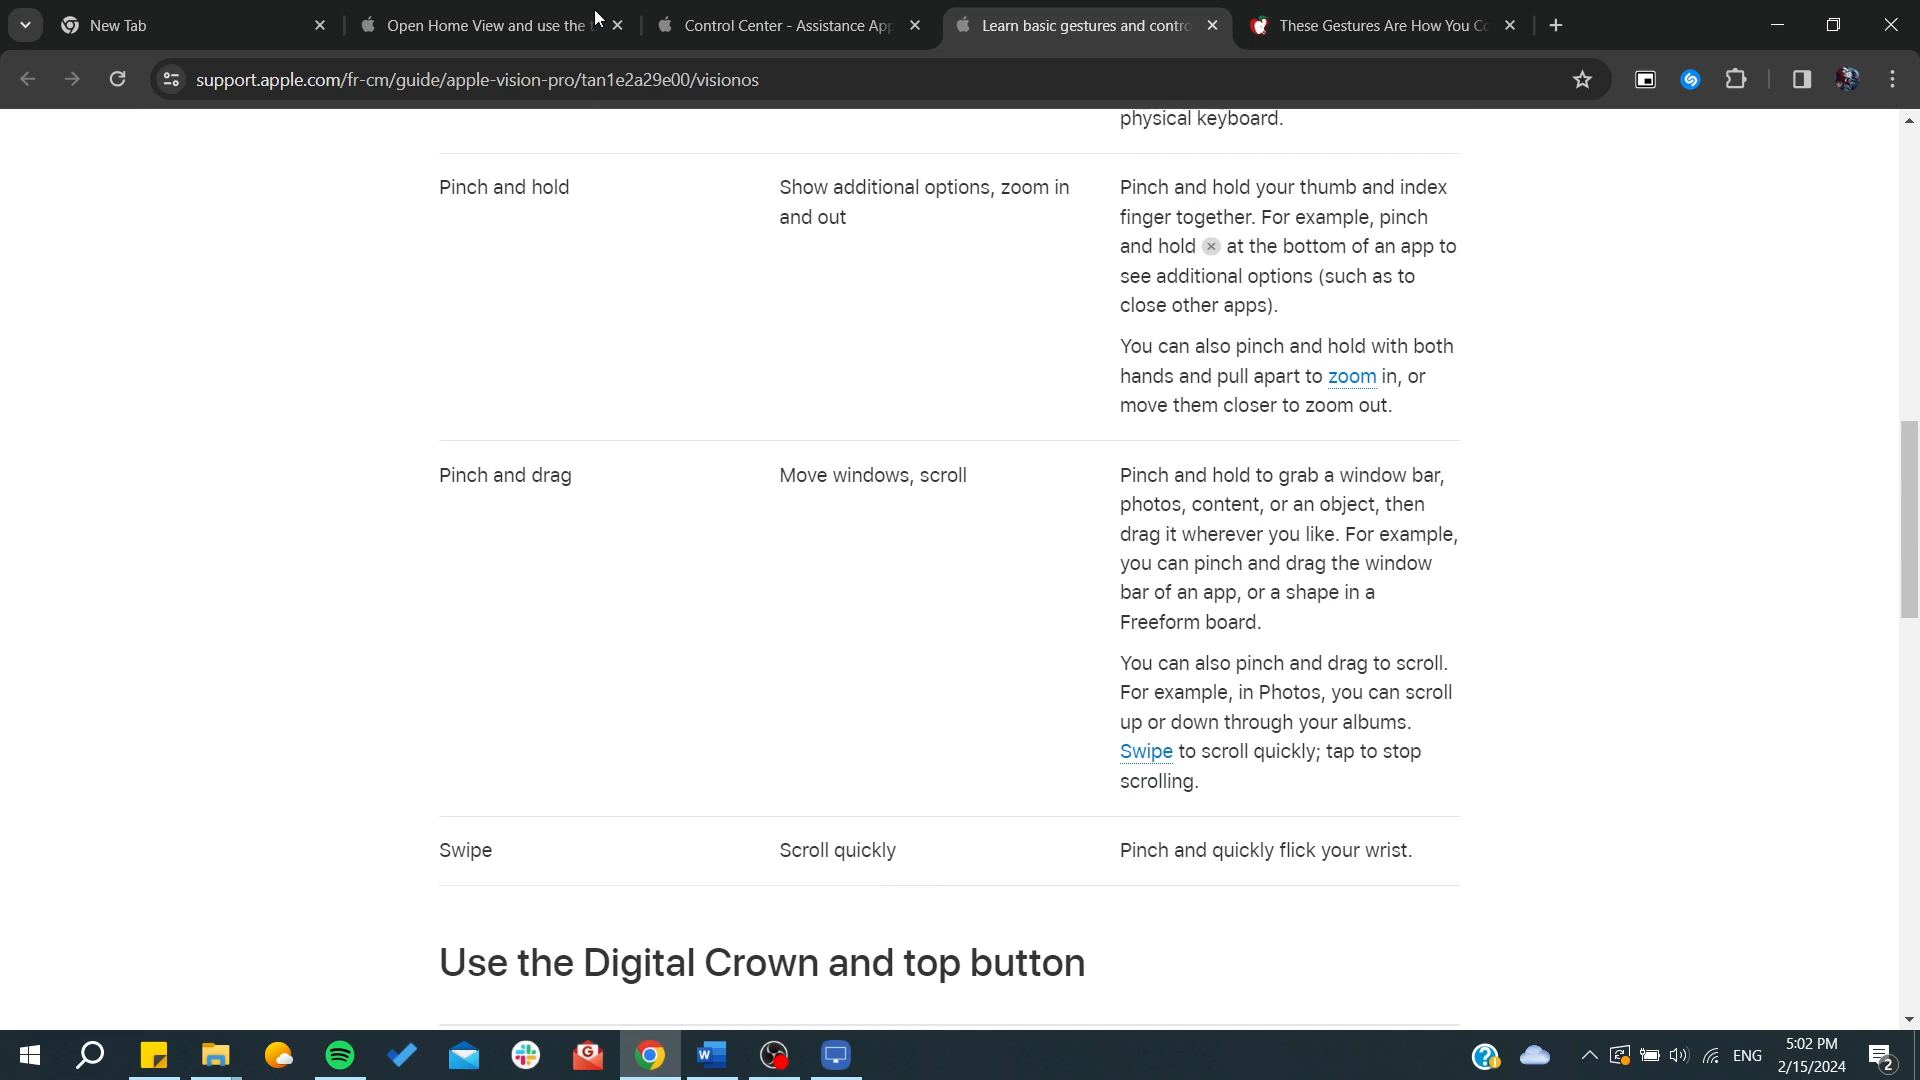 New Tab
Open Home View and use the
Control Center - Assistance App
Learn basic gestures and contro
These Gestures Are How You Co
support.apple.com/fr-cm/guide/apple-vision-pro/tan1e2a29e00/visionos
physical keyboard.
Pinch and hold
Show additional options, zoom in
and out
Pinch and hold your thumb and index
finger together. For example, pinch
and hold at the bottom of an app to
see additional options (such as to
close other apps).
You can also pinch and hold with both
hands and pull apart to zoom in, or
move them closer to zoom out.
Pinch and drag
Move windows, scroll
Pinch and hold to grab a window bar,
photos, content, or an object, then
drag it wherever you like. For example,
you can pinch and drag the window
bar of an app, or a shape in a
Freeform board.
You can also pinch and drag to scroll.
For example, in Photos, you can scroll
up or down through your albums.
Swipe to scroll quickly; tap to stop
scrolling.
Swipe
Scroll quickly
Pinch and quickly flick your wrist.
Use the Digital Crown and top button
ENG
5:02 PM
2/15/2024
2